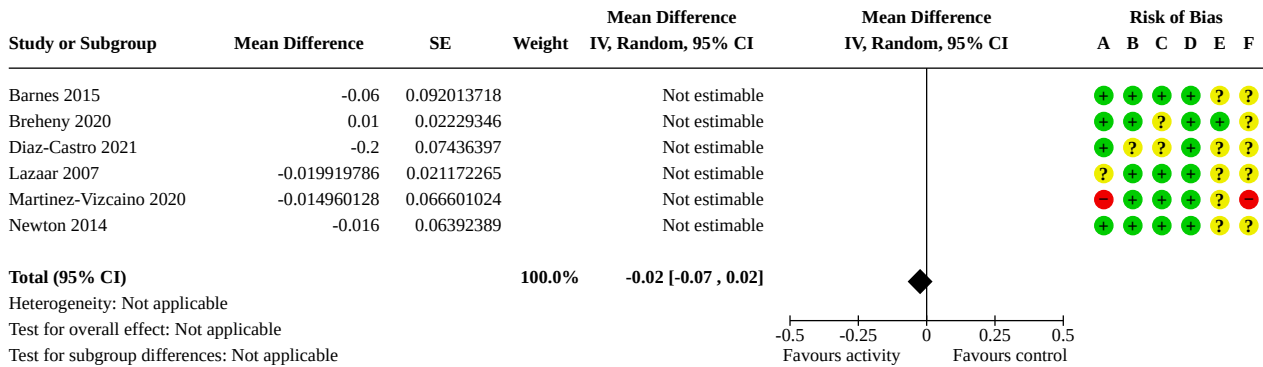 Mean Difference Mean Difference Risk of Bias
Study or Subgroup Mean Difference SE Weight IV, Random, 95% CI IV, Random, 95% CI A B C D E F
Barnes 2015 -0.06 0.092013718 Not estimable + + + + ? ?
Breheny 2020 0.01 0.02229346 Not estimable + + ? + + ?
Diaz-Castro 2021 -0.2 0.07436397 Not estimable + ? ? + ? ?
Lazaar 2007 -0.019919786 0.021172265 Not estimable ? + + + ? ?
Martinez-Vizcaino 2020 -0.014960128 0.066601024 Not estimable − + + + ? −
Newton 2014 -0.016 0.06392389 Not estimable + + + + ? ?
Total (95% CI) 100.0% -0.02 [-0.07 , 0.02]
Heterogeneity: Not applicable
Test for overall effect: Not applicable -0.5 -0.25 0 0.25 0.5
Test for subgroup differences: Not applicable Favours activity Favours control